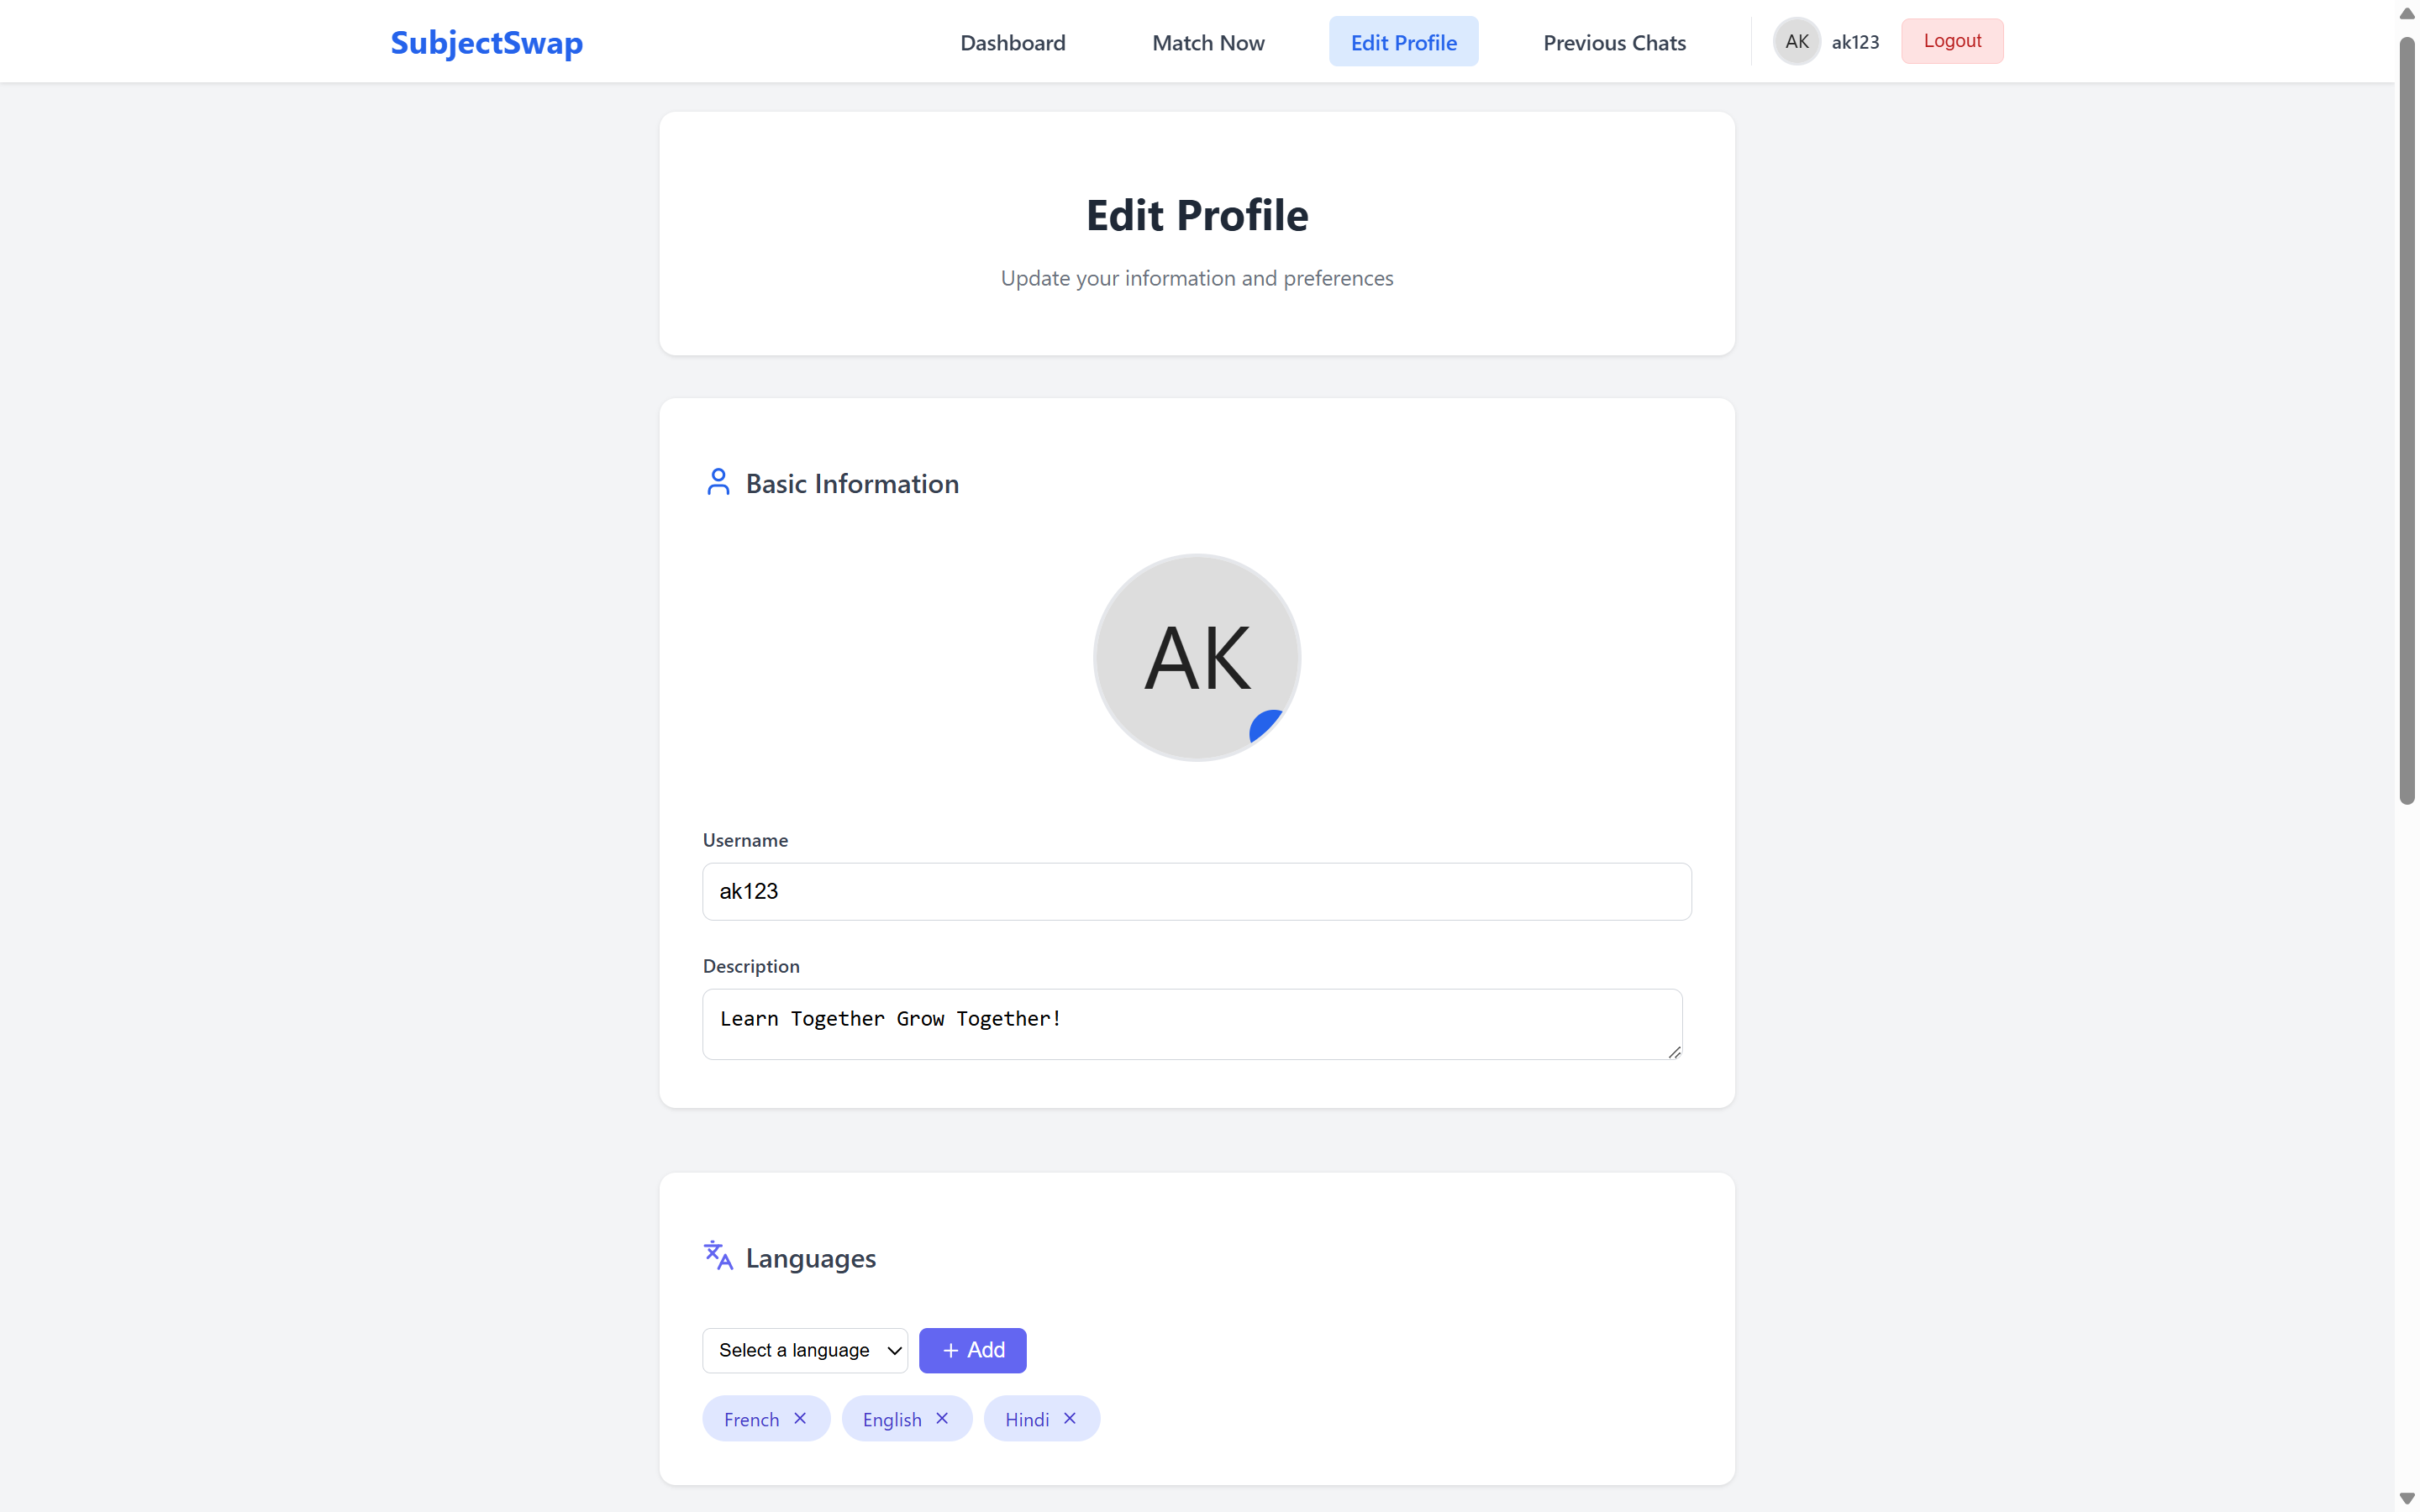 SubjectSwap
Dashboard
Match Now
Edit Profile
Previous Chats
AK
ak123
Logout
Edit Profile
Update your information and preferences
Basic Information
AK
Username
ak123
Description
Learn Together Grow Together!
Languages
Select a language
+ Add
French ×
English ×
Hindi ×